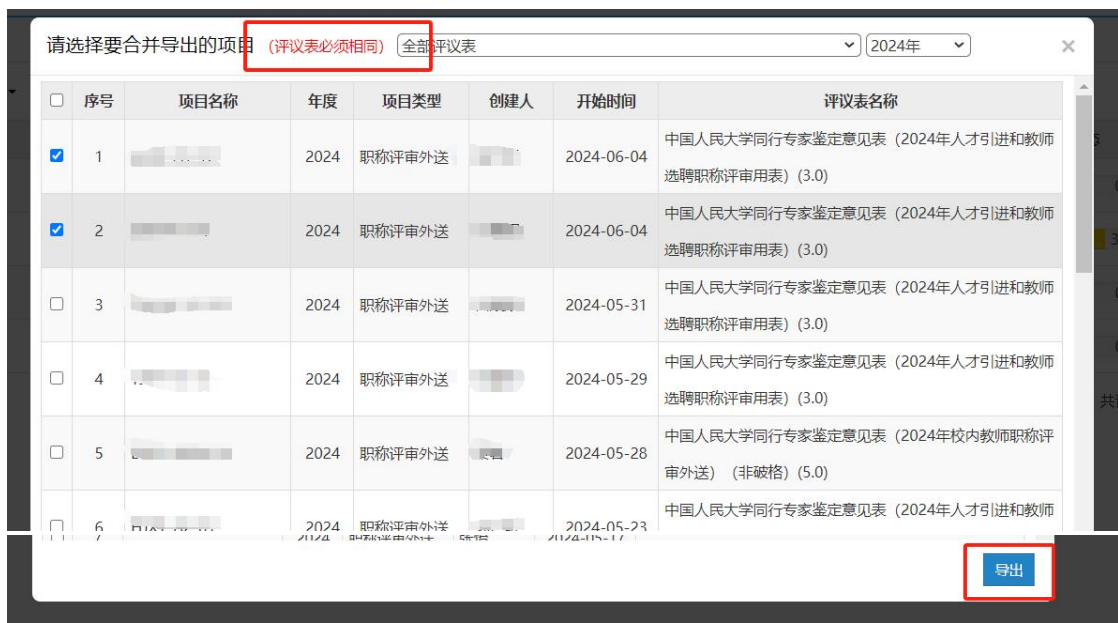 请选择要合并导出的项目 (评议表必须相同) 全部评议表 2024年 ×
序号 项目名称 年度 项目类型 创建人 开始时间 评议表名称
1 2024 职称评审外送 2024-06-04 中国人民大学同行专家鉴定意见表（2024年人才引进和教师
选聘职称评审用表）(3.0)
2 2024 职称评审外送 2024-06-04 中国人民大学同行专家鉴定意见表（2024年人才引进和教师
选聘职称评审用表）(3.0)
3 2024 职称评审外送 2024-05-31 中国人民大学同行专家鉴定意见表（2024年人才引进和教师
选聘职称评审用表）(3.0)
4 2024 职称评审外送 2024-05-29 中国人民大学同行专家鉴定意见表（2024年人才引进和教师
选聘职称评审用表）(3.0)
5 2024 职称评审外送 2024-05-28 中国人民大学同行专家鉴定意见表（2024年校内教师职称评
审外送）（非破格）(5.0)
6 2024 职称评审外送 2024-05-23 中国人民大学同行专家鉴定意见表（2024年人才引进和教师
2024 职称评审外送 2024-05-17
导出